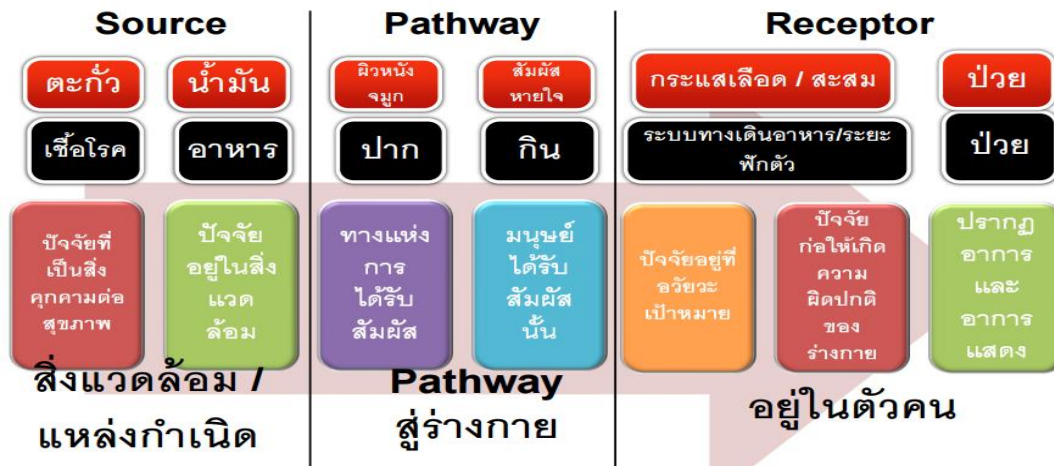 Source
Pathway
Receptor
ตะกั่ว
น้ำมัน
ผิวหนัง
จมูก
สัมผัส
หายใจ
กระแสเลือด / สะสม
ป่วย
เชื้อโรค
อาหาร
ปาก
กิน
ระบบทางเดินอาหาร/ระยะ
ฟักตัว
ป่วย
ปัจจัยที่
เป็นสิ่ง
คุกคามต่อ
สุขภาพ
ปัจจัย
อยู่ในสิ่ง
แวด
ล้อม
ทางแห่ง
การ
ได้รับ
สัมผัส
มนุษย์
ได้รับ
สัมผัส
นั้น
ปัจจัยอยู่ที่
อวัยวะ
เป้าหมาย
ปัจจัย
ก่อให้เกิด
ความ
ผิดปกติ
ของ
ร่างกาย
ปรากฏ
อาการ
และ
อาการ
แสดง
สิ่งแวดล้อม /
แหล่งกำเนิด
Pathway
สู่ร่างกาย
อยู่ในตัวคน